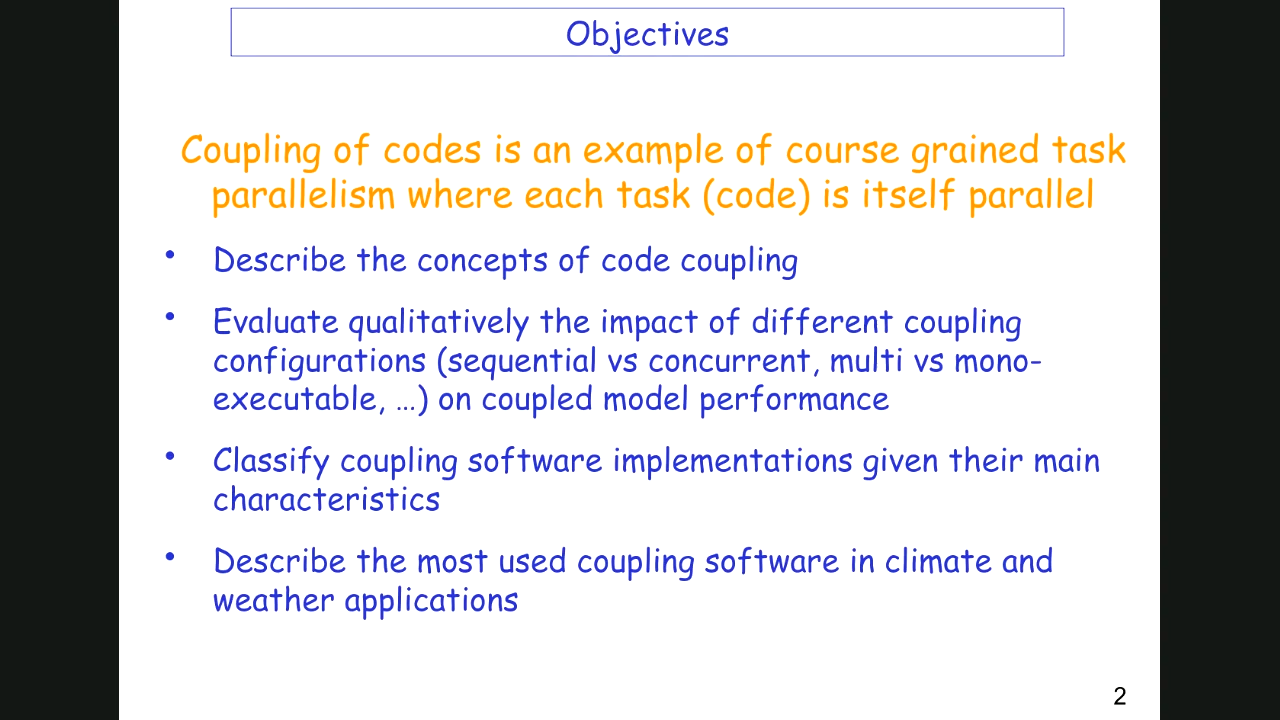 Objectives
Coupling of codes is an example of course grained task
parallelism where each task (code) is itself parallel
• Describe the concepts of code coupling
• Evaluate qualitatively the impact of different coupling
configurations (sequential vs concurrent, multi vs mono-
executable, …) on coupled model performance
• Classify coupling software implementations given their main
characteristics
• Describe the most used coupling software in climate and
weather applications
2